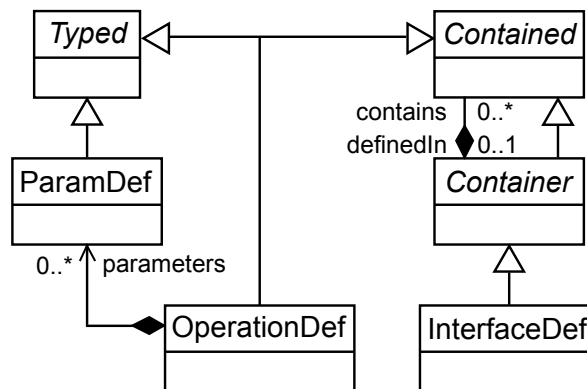 Typed
Contained
contains 0..*
definedIn 0..1
ParamDef
Container
0..* parameters
OperationDef
InterfaceDef